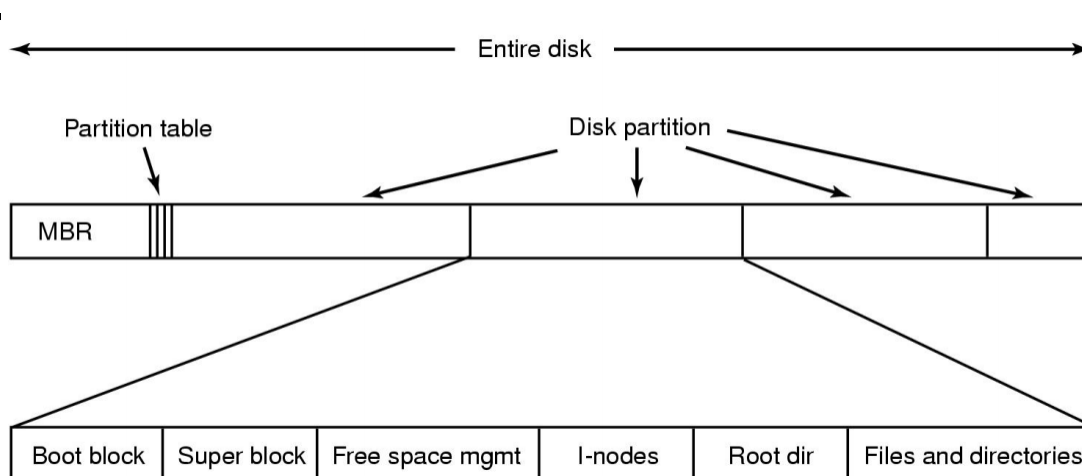 Entire disk
Partition table
Disk partition
MBR
Boot block
Super block
Free space mgmt
I-nodes
Root dir
Files and directories